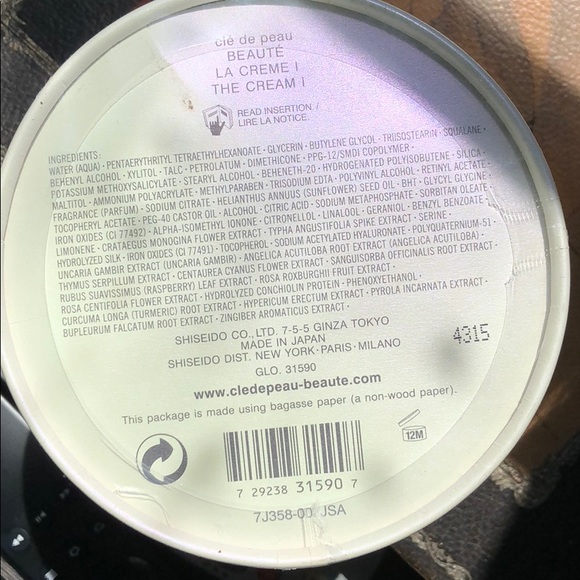 clé de peau
BEAUTÉ
LA CREME I
THE CREAM I
READ INSERTION /
LIRE LA NOTICE.
INGREDIENTS:
WATER (AQUA)・PENTAERYTHRITYL TETRAETHYLHEXANOATE・GLYCERIN・BUTYLENE GLYCOL・TRIISOSTEARIN・SQUALANE・
BEHENYL ALCOHOL・XYLITOL・TALC・PETROLATUM・DIMETHICONE・PPG-12/SMDI COPOLYMER・
POTASSIUM METHOXYSALICYLATE・STEARYL ALCOHOL・BEHENETH-20・HYDROGENATED POLYISOBUTENE・SILICA・
MALTITOL・AMMONIUM POLYACRYLATE・METHYLPARABEN・TRISODIUM EDTA・POLYVINYL ALCOHOL・RETINYL ACETATE・
FRAGRANCE (PARFUM)・SODIUM CITRATE・HELIANTHUS ANNUUS (SUNFLOWER) SEED OIL・BHT・GLYCYL GLYCINE・
TOCOPHERYL ACETATE・PEG-40 CASTOR OIL・ALCOHOL・CITRIC ACID・SODIUM METAPHOSPHATE・SORBITAN OLEATE・
IRON OXIDES (CI 77492)・ALPHA-ISOMETHYL IONONE・CITRONELLOL・LINALOOL・GERANIOL・BENZYL BENZOATE・
LIMONENE・CRATAEGUS MONOGINA FLOWER EXTRACT・TYPHA ANGUSTIFOLIA SPIKE EXTRACT・SERINE・
HYDROLYZED SILK・IRON OXIDES (CI 77491)・TOCOPHEROL・SODIUM ACETYLATED HYALURONATE・POLYQUATERNIUM-51・
UNCARIA GAMBIR EXTRACT (UNCARIA GAMBIR)・ANGELICA ACUTILOBA ROOT EXTRACT (ANGELICA ACUTILOBA)・
THYMUS SERPILLUM EXTRACT・CENTAUREA CYANUS FLOWER EXTRACT・SANGUISORBA OFFICINALIS ROOT EXTRACT・
RUBUS SUAVISSIMUS (RASPBERRY) LEAF EXTRACT・ROSA ROXBURGHII FRUIT EXTRACT・
ROSA CENTIFOLIA FLOWER EXTRACT・HYDROLYZED CONCHIOLIN PROTEIN・PHENOXYETHANOL・
CURCUMA LONGA (TURMERIC) ROOT EXTRACT・HYPERICUM ERECTUM EXTRACT・PYROLA INCARNATA EXTRACT・
BUPLEURUM FALCATUM ROOT EXTRACT・ZINGIBER AROMATICUS EXTRACT・
SHISEIDO CO., LTD. 7-5-5 GINZA TOKYO
MADE IN JAPAN
SHISEIDO DIST. NEW YORK・PARIS・MILANO
GLO. 31590
4315
www.cledepeau-beaute.com
This package is made using bagasse paper (a non-wood paper).
12M
7 29238 31590 7
7J358-00